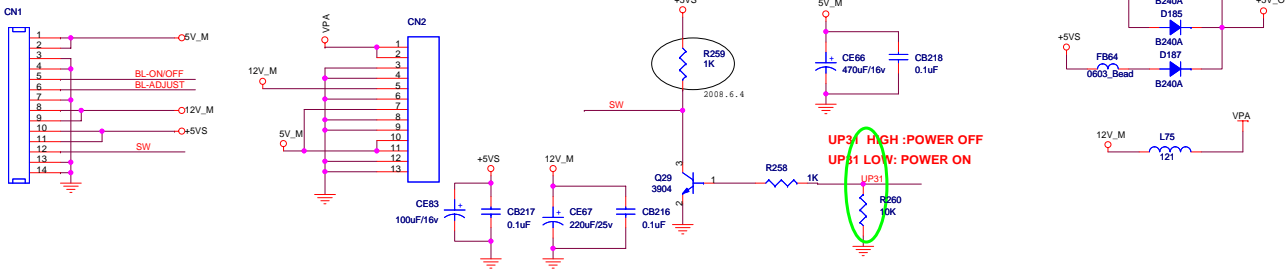 CN1
1
2
3
4
5
6
7
8
9
10
11
12
13
14
5V_M
BL-ON/OFF
BL-ADJUST
12V_M
+5VS
SW
VPA
CN2
1
2
3
4
5
6
7
8
9
10
11
12
13
12V_M
5V_M
+5VS
CE83
100uF/16v
CB217
0.1uF
12V_M
CE67
220uF/25v
CB216
0.1uF
+5VS
R259
1K
2008.6.4
SW
Q29
3904
3
1
2
R258
1K
5V_M
CE66
470uF/16v
CB218
0.1uF
UP31 HIGH :POWER OFF
UP31 LOW: POWER ON
UP31
R260
10K
B240A
D185
B240A
+5VS
FB64
0603_Bead
D187
B240A
12V_M
L75
121
VPA